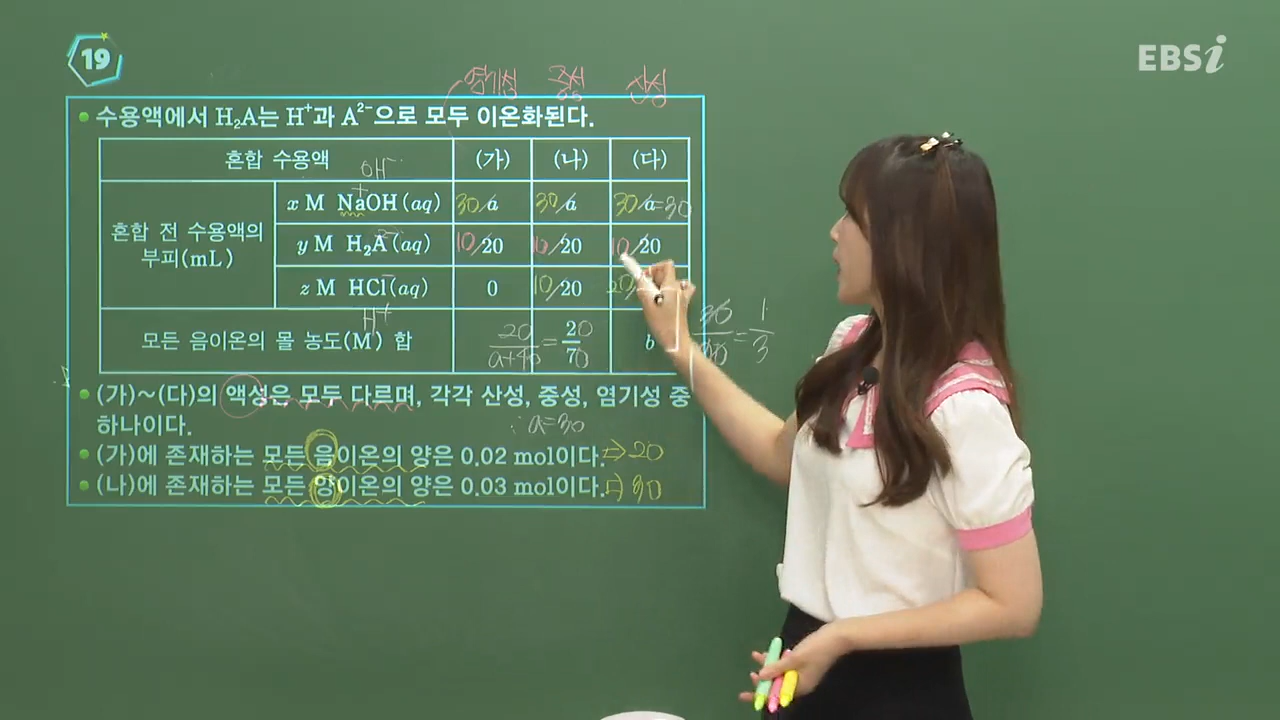 19
EBSi
염기성 중성 산성
수용액에서 H₂A는 H⁺과 A²⁻으로 모두 이온화된다.
혼합 수용액 (가) (나) (다)
OH⁻
혼합 전 수용액의 부피(mL)
x M NaOH(aq) 30/a 30/a 30/a=30
y M H₂A(aq) 10/20 10/20 10/20
z M HCl(aq) 0 10/20 20/
H⁺
모든 음이온의 몰 농도(M) 합 20/(a+40) = 20/70 b = 1/3
(가)~(다)의 액성은 모두 다르며, 각각 산성, 중성, 염기성 중
하나이다. ∴ a=30
(가)에 존재하는 모든 음이온의 양은 0.02 mol이다. ⇒20
(나)에 존재하는 모든 양이온의 양은 0.03 mol이다. ⇒30